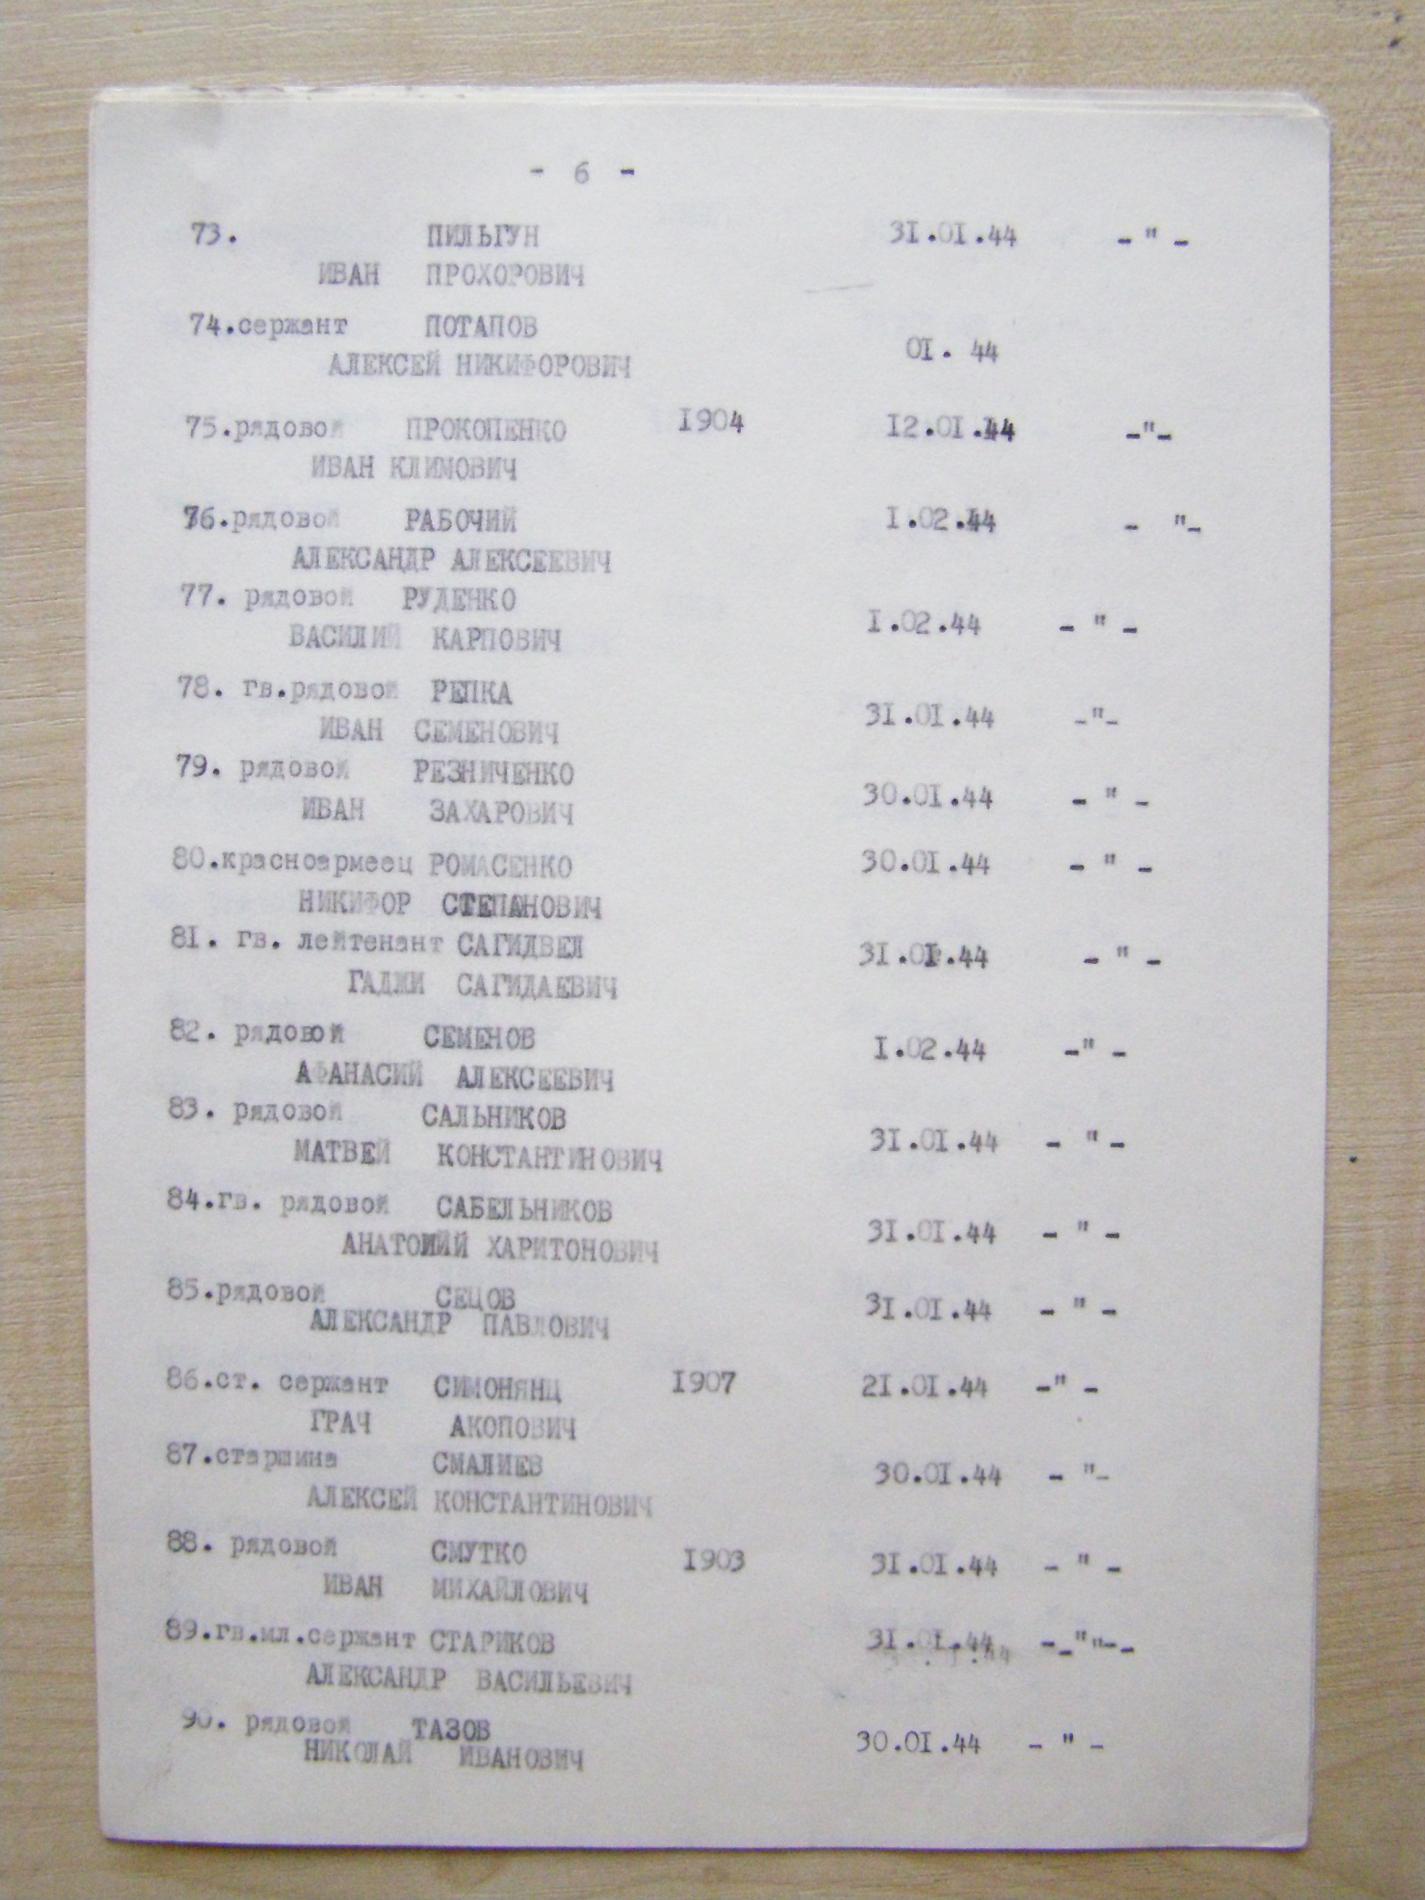 - 6 -
73. ПИЛЬГУН 31.01.44 - " -
ИВАН ПРОХОРОВИЧ
74.сержант ПОТАПОВ 01. 44
АЛЕКСЕЙ НИКИФОРОВИЧ
75.рядовой ПРОКОПЕНКО 1904 12.01.44 -"-
ИВАН КЛИМОВИЧ
76.рядовой РАБОЧИЙ 1.02.44 - "-
АЛЕКСАНДР АЛЕКСЕЕВИЧ
77. рядовой РУДЕНКО
ВАСИЛИЙ КАРПОВИЧ 1.02.44 - " -
78. гв.рядовой РЕПКА
ИВАН СЕМЕНОВИЧ 31.01.44 -"-
79. рядовой РЕЗНИЧЕНКО
ИВАН ЗАХАРОВИЧ 30.01.44 - " -
80.красноармеец РОМАСЕНКО 30.01.44 - " -
НИКИФОР СТЕПАНОВИЧ
81. гв. лейтенант САГИДВЕЛ 31.01.44 - " -
ГАДЖИ САГИДАЕВИЧ
82. рядовой СЕМЕНОВ 1.02.44 -" -
АФАНАСИЙ АЛЕКСЕЕВИЧ
83. рядовой САЛЬНИКОВ
МАТВЕЙ КОНСТАНТИНОВИЧ 31.01.44 - " -
84.гв. рядовой САБЕЛЬНИКОВ
АНАТОЛИЙ ХАРИТОНОВИЧ 31.01.44 - " -
85.рядовой СЕЦОВ 31.01.44 - " -
АЛЕКСАНДР ПАВЛОВИЧ
86.ст. сержант СИМОНЯНЦ 1907 21.01.44 -" -
ГРАЧ АКОПОВИЧ
87.старшина СМАЛИЕВ 30.01.44 - "-
АЛЕКСЕЙ КОНСТАНТИНОВИЧ
88. рядовой СМУТКО 1903 31.01.44 - " -
ИВАН МИХАЙЛОВИЧ
89.гв.мл.сержант СТАРИКОВ 31.01.44 - " -
АЛЕКСАНДР ВАСИЛЬЕВИЧ
90. рядовой ТАЗОВ 30.01.44 - " -
НИКОЛАЙ ИВАНОВИЧ